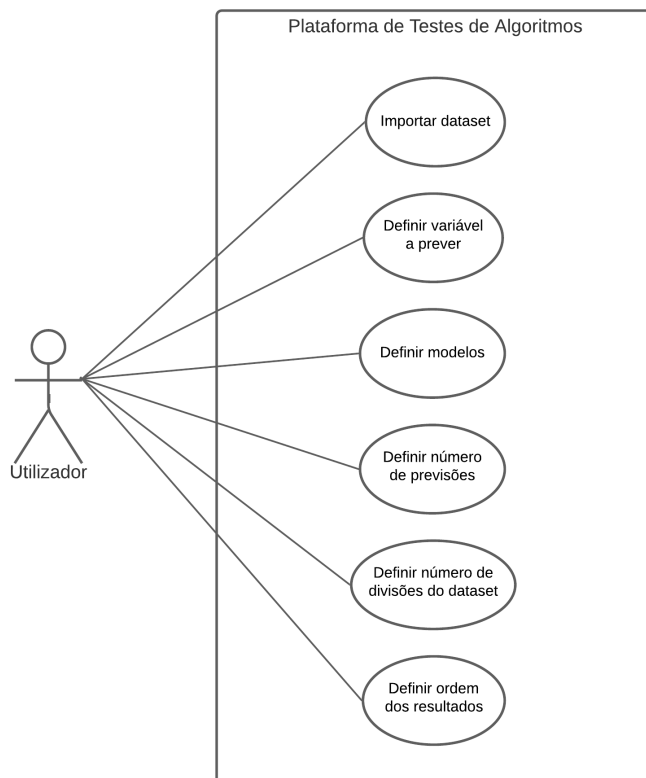 Plataforma de Testes de Algoritmos
Importar dataset
Definir variável
a prever
Definir modelos
Definir número
de previsões
Utilizador
Definir número de
divisões do dataset
Definir ordem
dos resultados